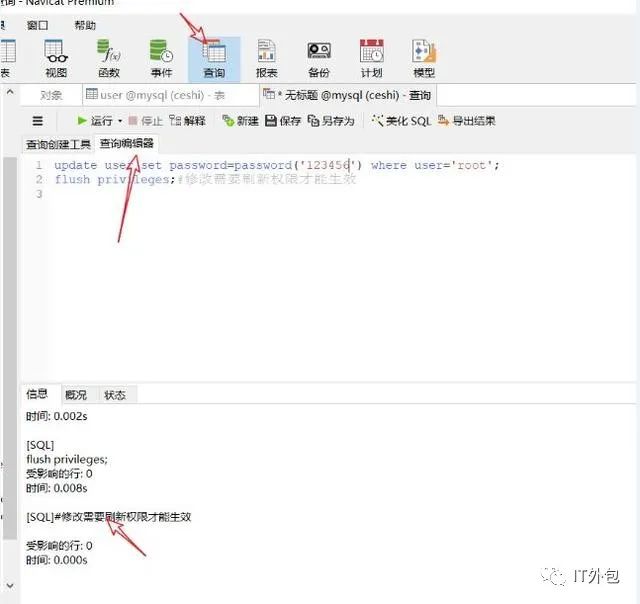 询 - Navicat Premium
窗口 帮助
表 视图 函数 事件 查询 报表 备份 计划 模型
对象 user @mysql (ceshi) - 表 * 无标题 @mysql (ceshi) - 查询
运行 停止 解释 新建 保存 另存为 美化 SQL 导出结果
查询创建工具 查询编辑器
1 update user set password=password('123456') where user='root';
2 flush privileges;#修改需要刷新权限才能生效
3
信息 概况 状态
时间: 0.002s
[SQL]
flush privileges;
受影响的行: 0
时间: 0.008s
[SQL]#修改需要刷新权限才能生效
受影响的行: 0
时间: 0.000s
IT外包